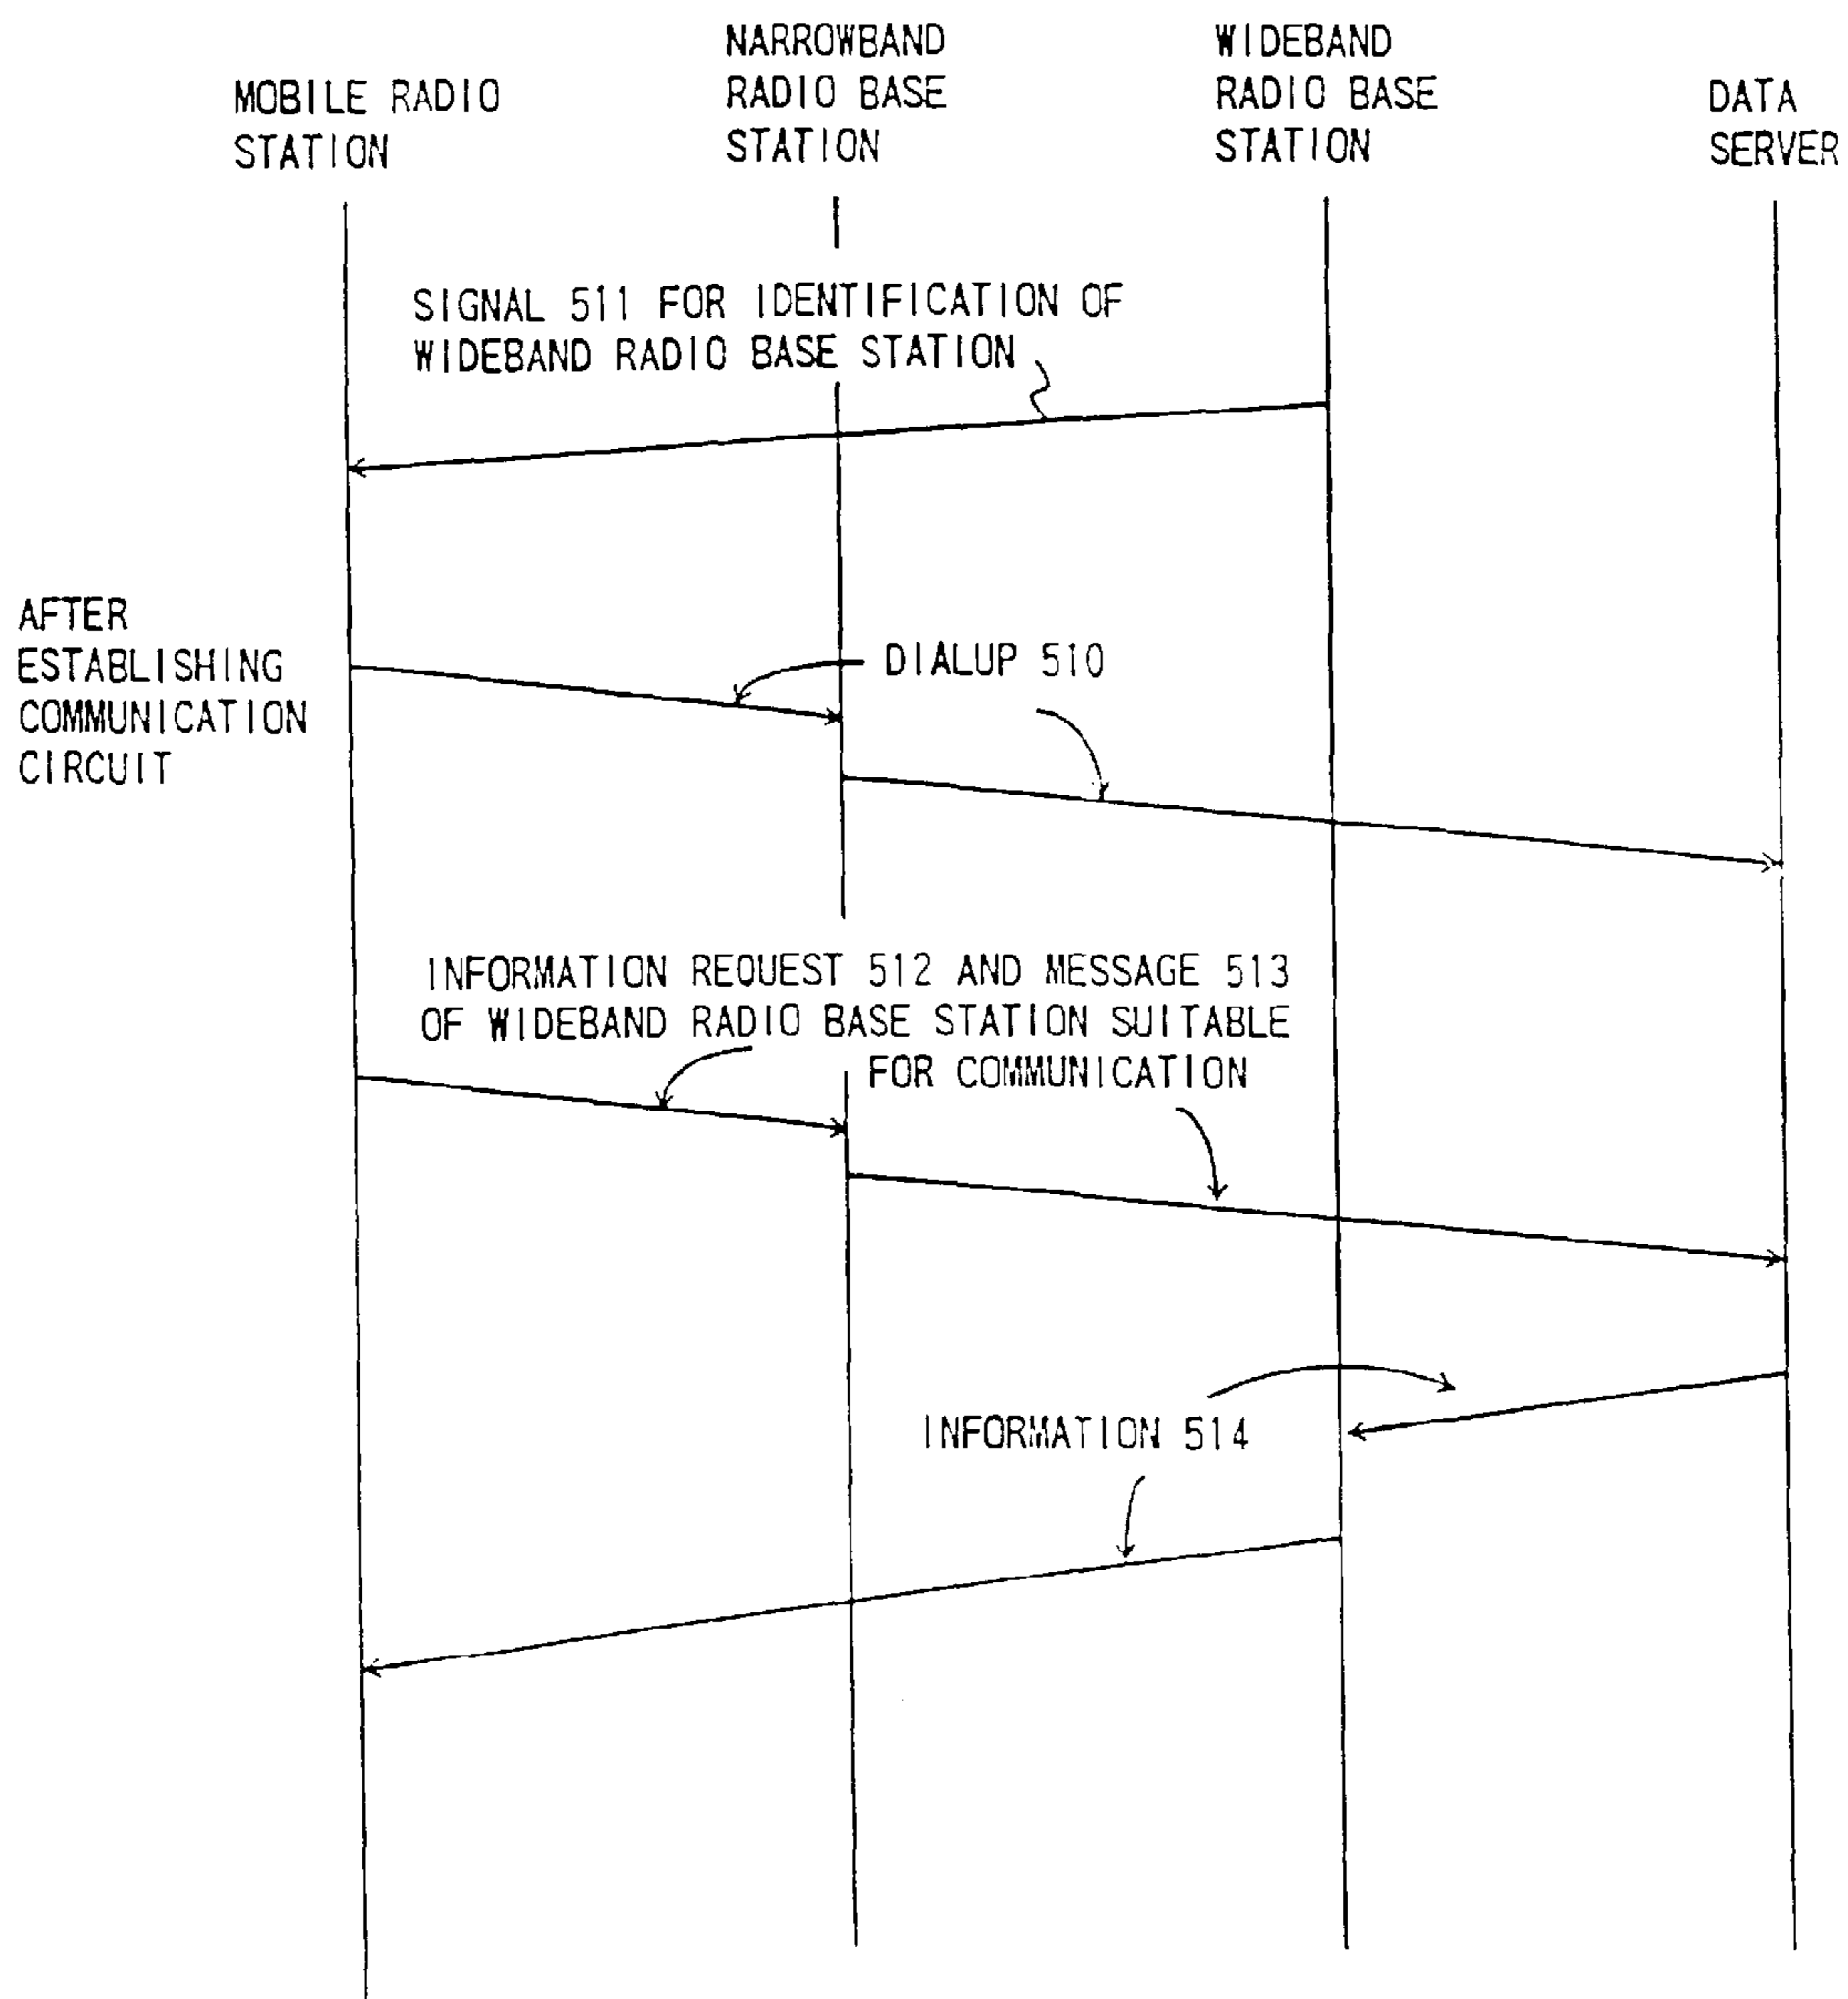 MOBILE RADIO
STATION
NARROWBAND
RADIO BASE
STATION
WIDEBAND
RADIO BASE
STATION
DATA
SERVER
SIGNAL 511 FOR IDENTIFICATION OF
WIDEBAND RADIO BASE STATION
AFTER
ESTABLISHING
COMMUNICATION
CIRCUIT
DIALUP 510
INFORMATION REQUEST 512 AND MESSAGE 513
OF WIDEBAND RADIO BASE STATION SUITABLE
FOR COMMUNICATION
INFORMATION 514